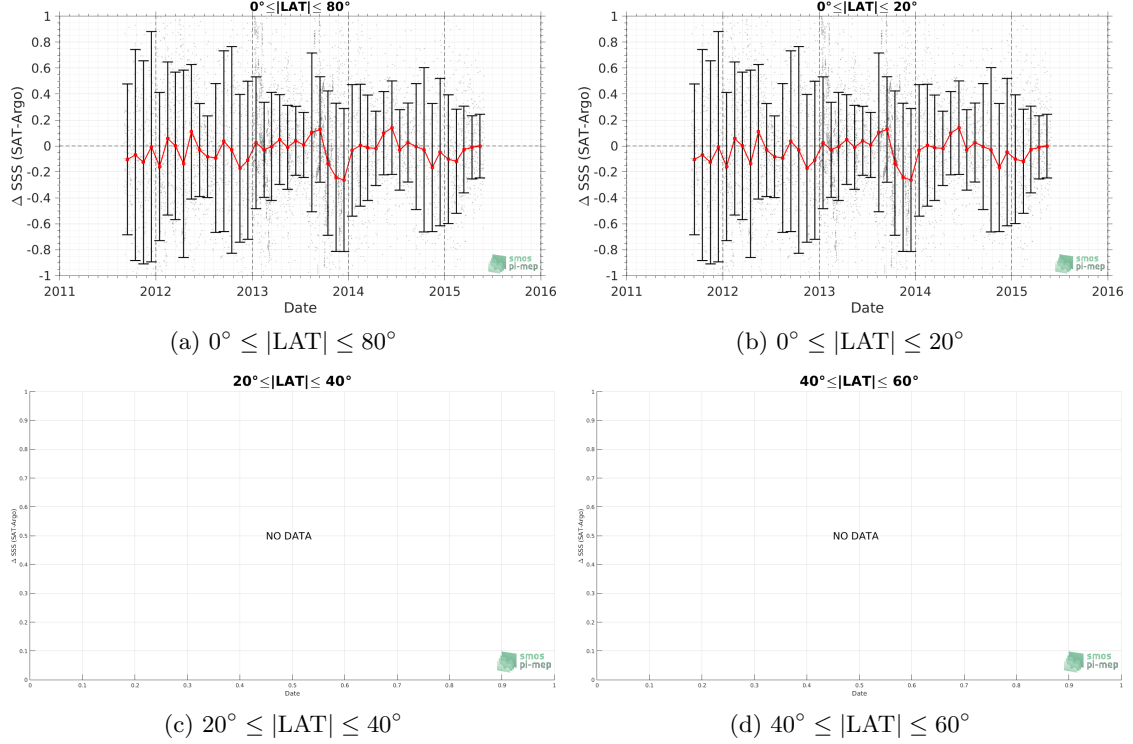 0°≤|LAT|≤ 80°
Δ SSS (SAT-Argo)
1
0.8
0.6
0.4
0.2
0
-0.2
-0.4
-0.6
-0.8
-1
2011 2012 2013 2014 2015 2016
Date
smos
pi-mep
(a) 0° ≤ |LAT| ≤ 80°
0°≤|LAT|≤ 20°
Δ SSS (SAT-Argo)
1
0.8
0.6
0.4
0.2
0
-0.2
-0.4
-0.6
-0.8
-1
2011 2012 2013 2014 2015 2016
Date
smos
pi-mep
(b) 0° ≤ |LAT| ≤ 20°
20°≤|LAT|≤ 40°
Δ SSS (SAT-Argo)
1
0.9
0.8
0.7
0.6
0.5
0.4
0.3
0.2
0.1
0
NO DATA
0 0.1 0.2 0.3 0.4 0.5 0.6 0.7 0.8 0.9 1
Date
smos
pi-mep
(c) 20° ≤ |LAT| ≤ 40°
40°≤|LAT|≤ 60°
Δ SSS (SAT-Argo)
1
0.9
0.8
0.7
0.6
0.5
0.4
0.3
0.2
0.1
0
NO DATA
0 0.1 0.2 0.3 0.4 0.5 0.6 0.7 0.8 0.9 1
Date
smos
pi-mep
(d) 40° ≤ |LAT| ≤ 60°